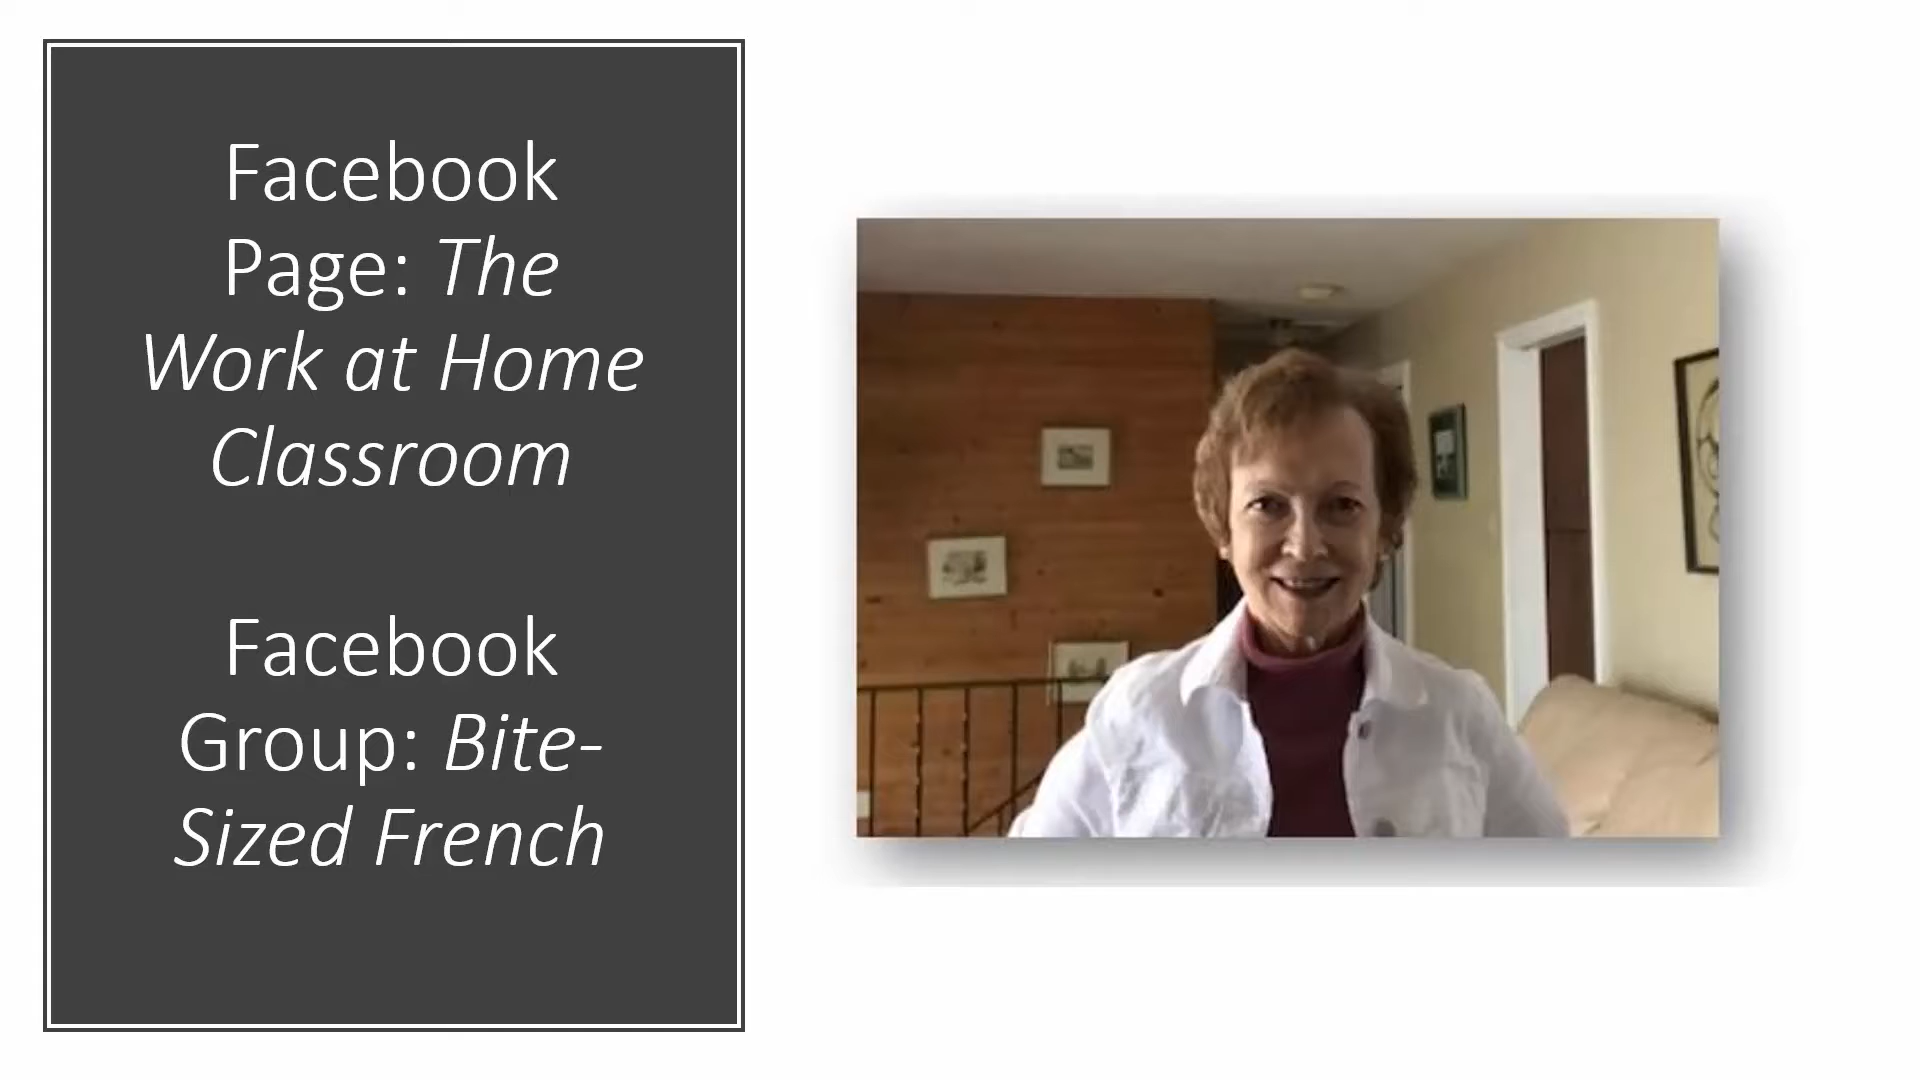 Facebook
Page: The
Work at Home
Classroom
Facebook
Group: Bite-
Sized French